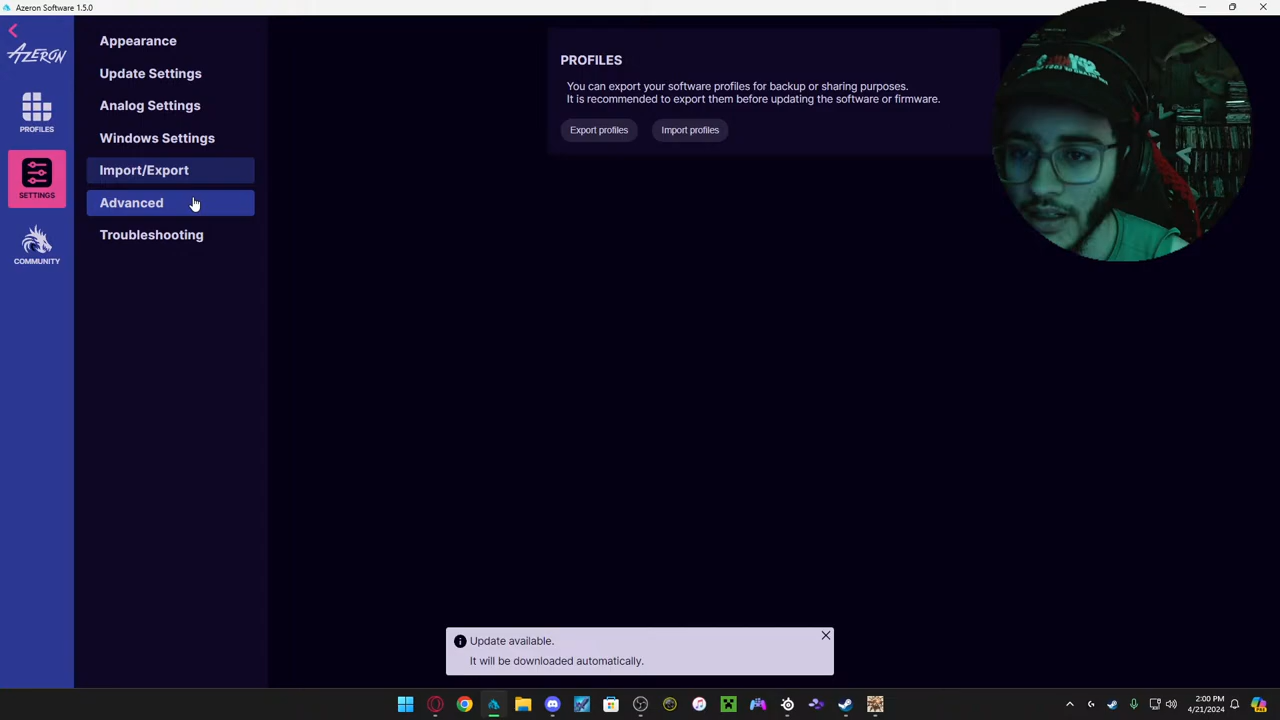 Azeron Software 1.5.0
AZERON
PROFILES
SETTINGS
COMMUNITY
Appearance
Update Settings
Analog Settings
Windows Settings
Import/Export
Advanced
Troubleshooting
PROFILES
You can export your software profiles for backup or sharing purposes.
It is recommended to export them before updating the software or firmware.
Export profiles
Import profiles
Update available.
It will be downloaded automatically.
2:00 PM
4/21/2024